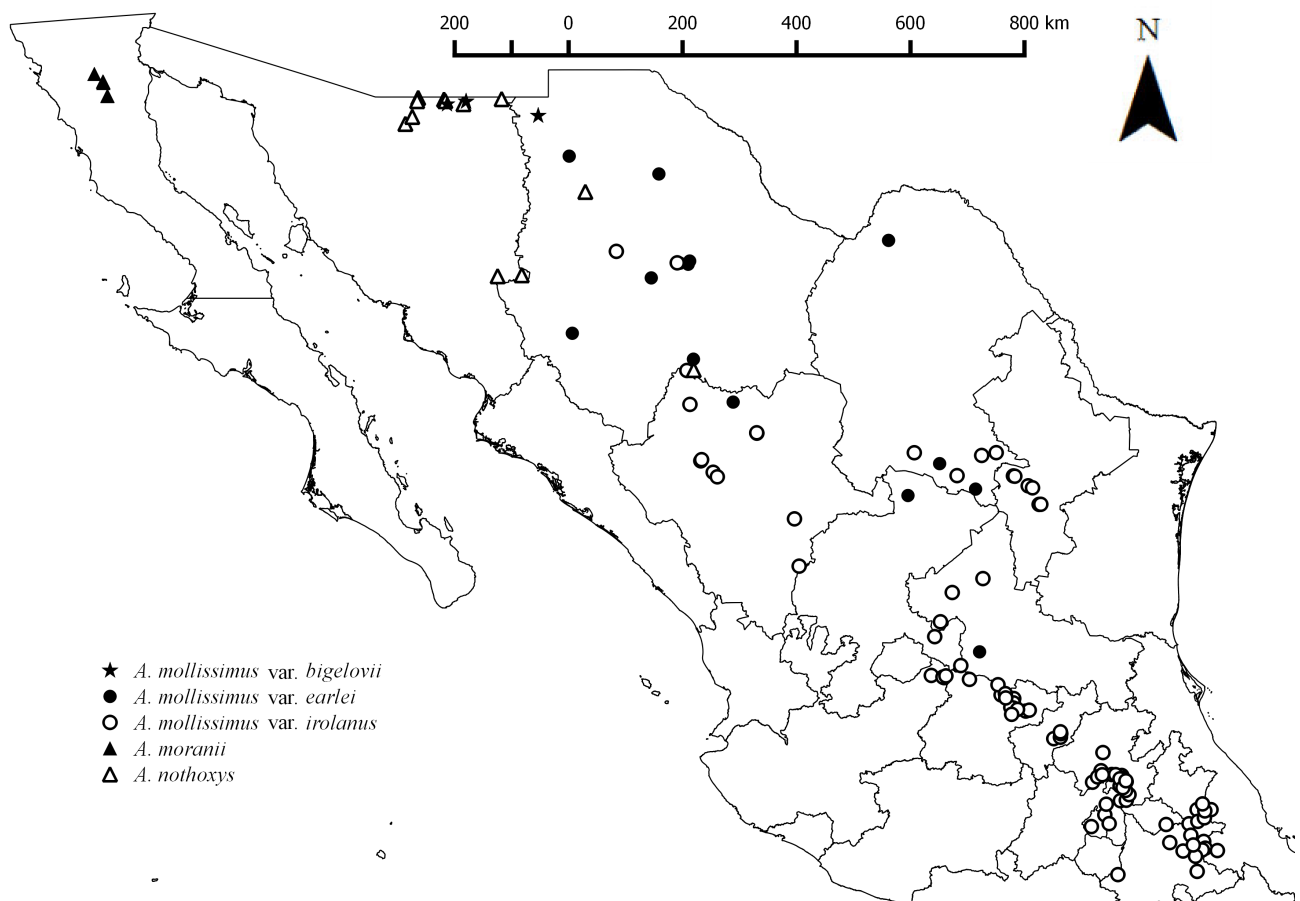 200 0 200 400 600 800 km
N
A. mollissimus var. bigelovii
A. mollissimus var. earlei
A. mollissimus var. irolanus
A. moranii
A. nothoxys